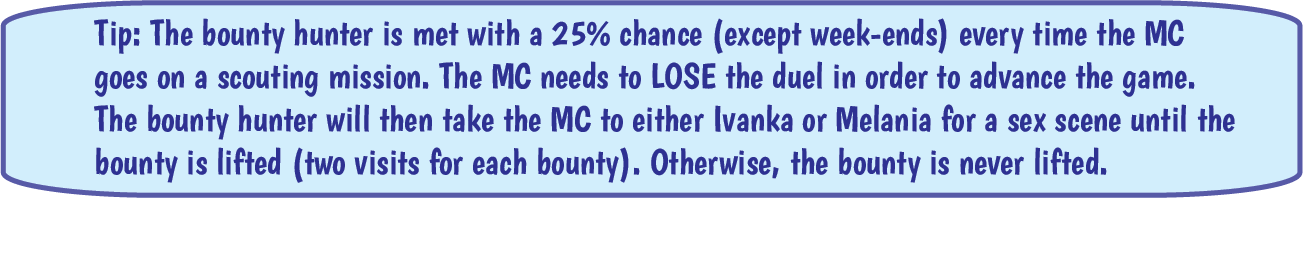 Tip: The bounty hunter is met with a 25% chance (except week-ends) every time the MC
goes on a scouting mission. The MC needs to LOSE the duel in order to advance the game.
The bounty hunter will then take the MC to either Ivanka or Melania for a sex scene until the
bounty is lifted (two visits for each bounty). Otherwise, the bounty is never lifted.